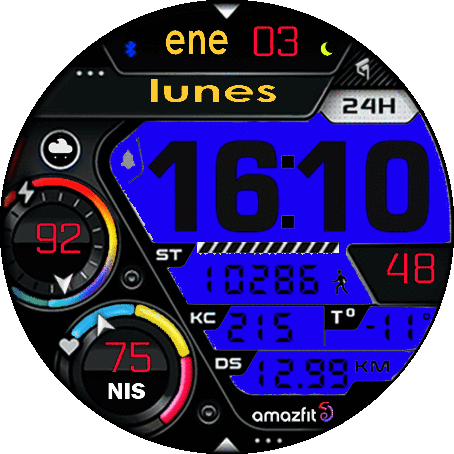 ene 03
lunes
24H
16:10
92
ST
10286
48
KC 215 T° -11°
DS 12.99 KM
75
NIS
amazfit